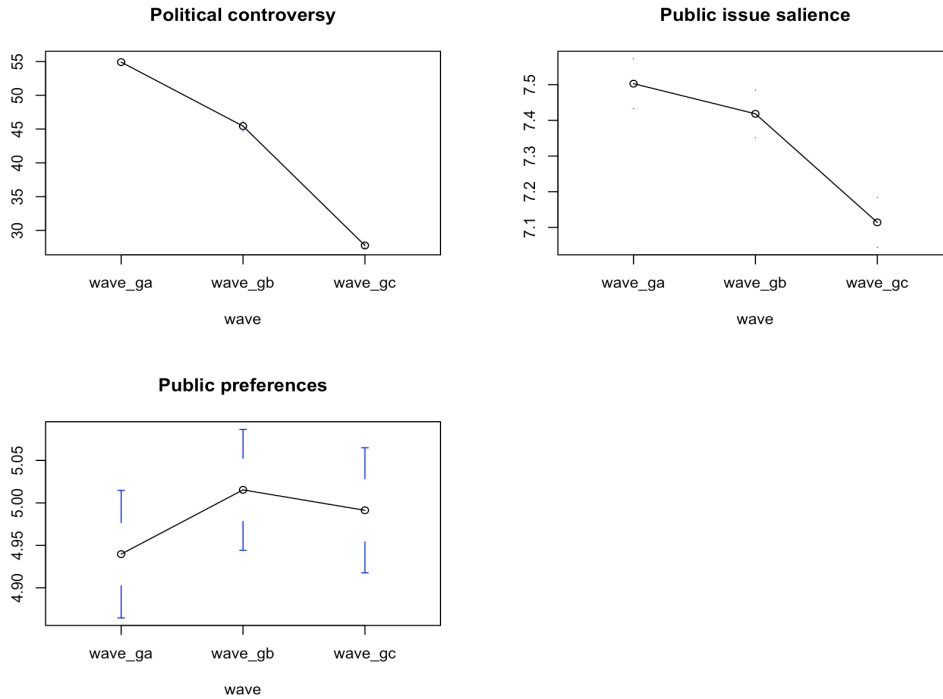 Political controversy
55
50
45
40
35
30
wave_ga wave_gb wave_gc
wave
Public issue salience
7.5
7.4
7.3
7.2
7.1
wave_ga wave_gb wave_gc
wave
Public preferences
5.05
5.00
4.95
4.90
wave_ga wave_gb wave_gc
wave